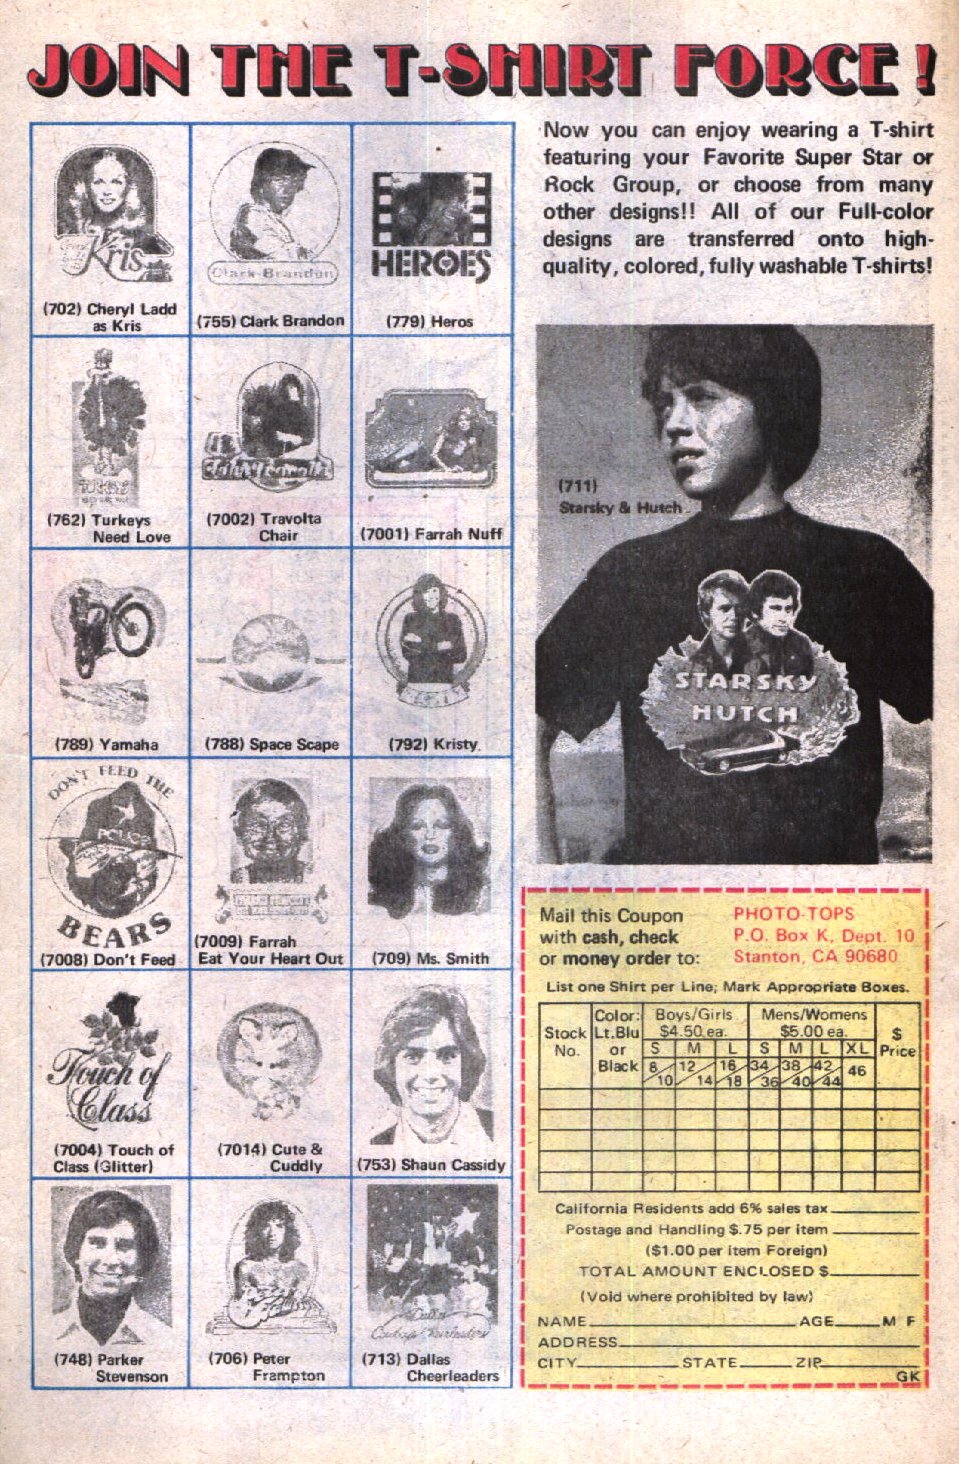 JOIN THE T-SHIRT FORCE!
Now you can enjoy wearing a T-shirt
featuring your Favorite Super Star or
Rock Group, or choose from many
other designs!! All of our Full-color
designs are transferred onto high-
quality, colored, fully washable T-shirts!
Kris
(702) Cheryl Ladd
as Kris
Clark Brandon
(755) Clark Brandon
HEROES
(779) Heros
TURKEYS
(762) Turkeys
Need Love
(7002) Travolta
Chair
(7001) Farrah Nuff
(789) Yamaha
(788) Space Scape
(792) Kristy
DON'T FEED THE
POLICE
BEARS
(7008) Don't Feed
(7009) Farrah
Eat Your Heart Out
(709) Ms. Smith
Touch of
Class
(7004) Touch of
Class (Glitter)
(7014) Cute &
Cuddly
(753) Shaun Cassidy
(748) Parker
Stevenson
(706) Peter
Frampton
Dallas
Cowboys Cheerleaders
(713) Dallas
Cheerleaders
(711)
Starsky & Hutch
STARSKY
HUTCH
Mail this Coupon
with cash, check
or money order to:
PHOTO-TOPS
P.O. Box K, Dept. 10
Stanton, CA 90680
List one Shirt per Line; Mark Appropriate Boxes.
Stock
No.
Color:
Lt.Blu
or
Black
Boys/Girls
$4.50 ea.
Mens/Womens
$5.00 ea.
$
Price
S M L S M L XL
8/10 12/14 16/18 34/36 38/40 42/44 46
California Residents add 6% sales tax
Postage and Handling $.75 per item
($1.00 per item Foreign)
TOTAL AMOUNT ENCLOSED $
(Void where prohibited by law)
NAME AGE M F
ADDRESS
CITY STATE ZIP
GK